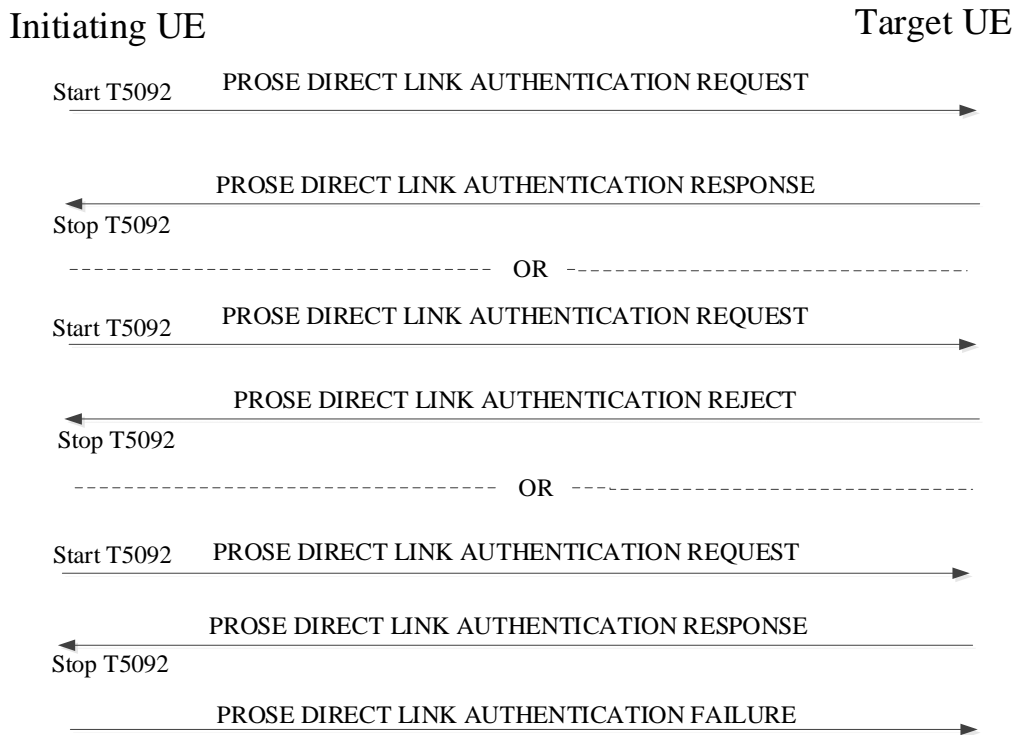 Initiating UE
Target UE
Start T5092
PROSE DIRECT LINK AUTHENTICATION REQUEST
PROSE DIRECT LINK AUTHENTICATION RESPONSE
Stop T5092
OR
Start T5092
PROSE DIRECT LINK AUTHENTICATION REQUEST
PROSE DIRECT LINK AUTHENTICATION REJECT
Stop T5092
OR
Start T5092
PROSE DIRECT LINK AUTHENTICATION REQUEST
PROSE DIRECT LINK AUTHENTICATION RESPONSE
Stop T5092
PROSE DIRECT LINK AUTHENTICATION FAILURE